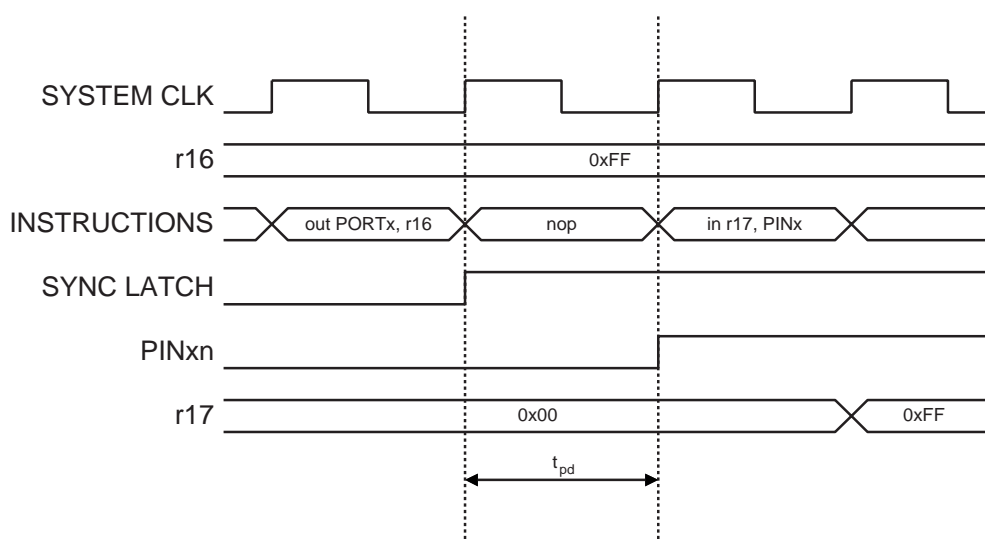 SYSTEM CLK
r16
0xFF
INSTRUCTIONS
out PORTx, r16
nop
in r17, PINx
SYNC LATCH
PINxn
r17
0x00
0xFF
tpd